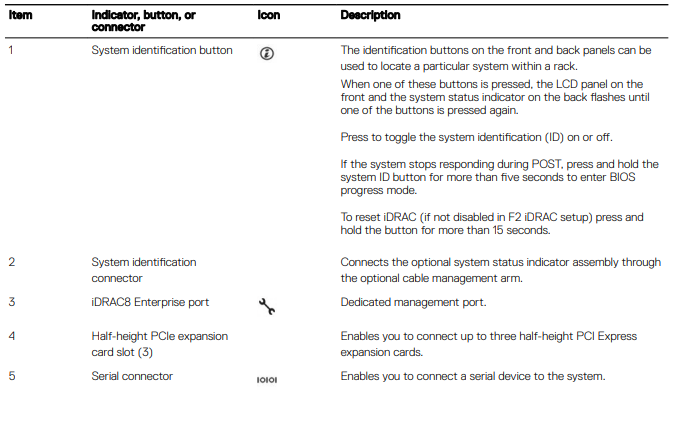 Item Indicator, button, or connector Icon Description
1 System identification button The identification buttons on the front and back panels can be
used to locate a particular system within a rack.
When one of these buttons is pressed, the LCD panel on the
front and the system status indicator on the back flashes until
one of the buttons is pressed again.
Press to toggle the system identification (ID) on or off.
If the system stops responding during POST, press and hold the
system ID button for more than five seconds to enter BIOS
progress mode.
To reset iDRAC (if not disabled in F2 iDRAC setup) press and
hold the button for more than 15 seconds.
2 System identification connector Connects the optional system status indicator assembly through
the optional cable management arm.
3 iDRAC8 Enterprise port Dedicated management port.
4 Half-height PCIe expansion card slot (3) Enables you to connect up to three half-height PCI Express
expansion cards.
5 Serial connector IOIOI Enables you to connect a serial device to the system.